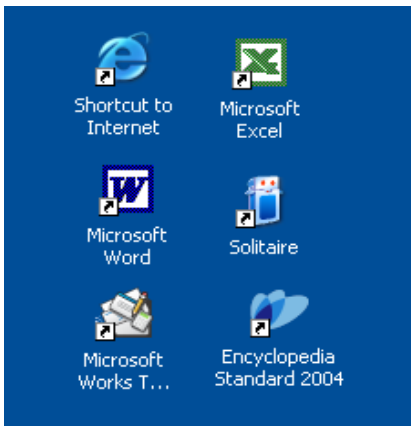 Shortcut to
Internet
Microsoft
Excel
W
Microsoft
Word
Solitaire
Microsoft
Works T...
Encyclopedia
Standard 2004